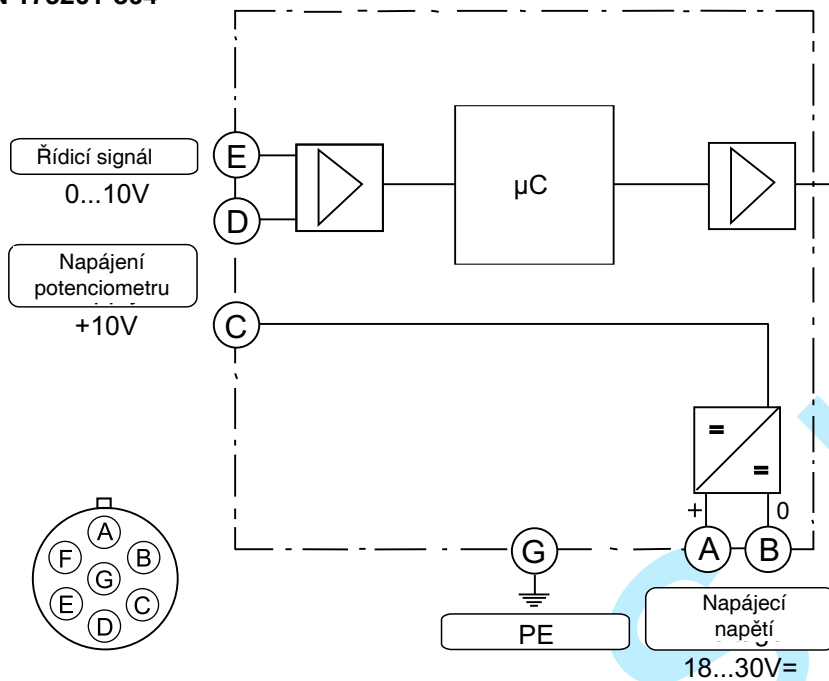 Řídicí signál
0...10V
Napájení
potenciometru
+10V
E
D
C
µC
=
=
+
0
G
A
B
PE
Napájecí
napětí
18...30V=
A
F
B
G
E
C
D